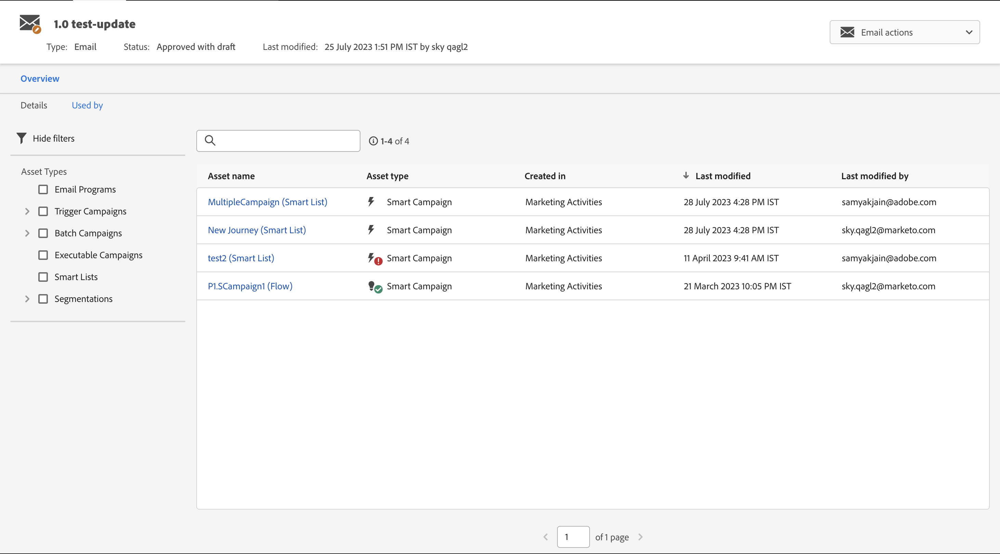 1.0 test-update
Email actions
Type: Email Status: Approved with draft Last modified: 25 July 2023 1:51 PM IST by sky qagl2
Overview
Details Used by
Hide filters
1-4 of 4
Asset Types
Email Programs
Trigger Campaigns
Batch Campaigns
Executable Campaigns
Smart Lists
Segmentations
Asset name Asset type Created in Last modified Last modified by
MultipleCampaign (Smart List) Smart Campaign Marketing Activities 28 July 2023 4:28 PM IST samyakjain@adobe.com
New Journey (Smart List) Smart Campaign Marketing Activities 28 July 2023 4:28 PM IST sky.qagl2@marketo.com
test2 (Smart List) Smart Campaign Marketing Activities 11 April 2023 9:41 AM IST samyakjain@adobe.com
P1.SCampaign1 (Flow) Smart Campaign Marketing Activities 21 March 2023 10:05 PM IST sky.qagl2@marketo.com
1 of 1 page